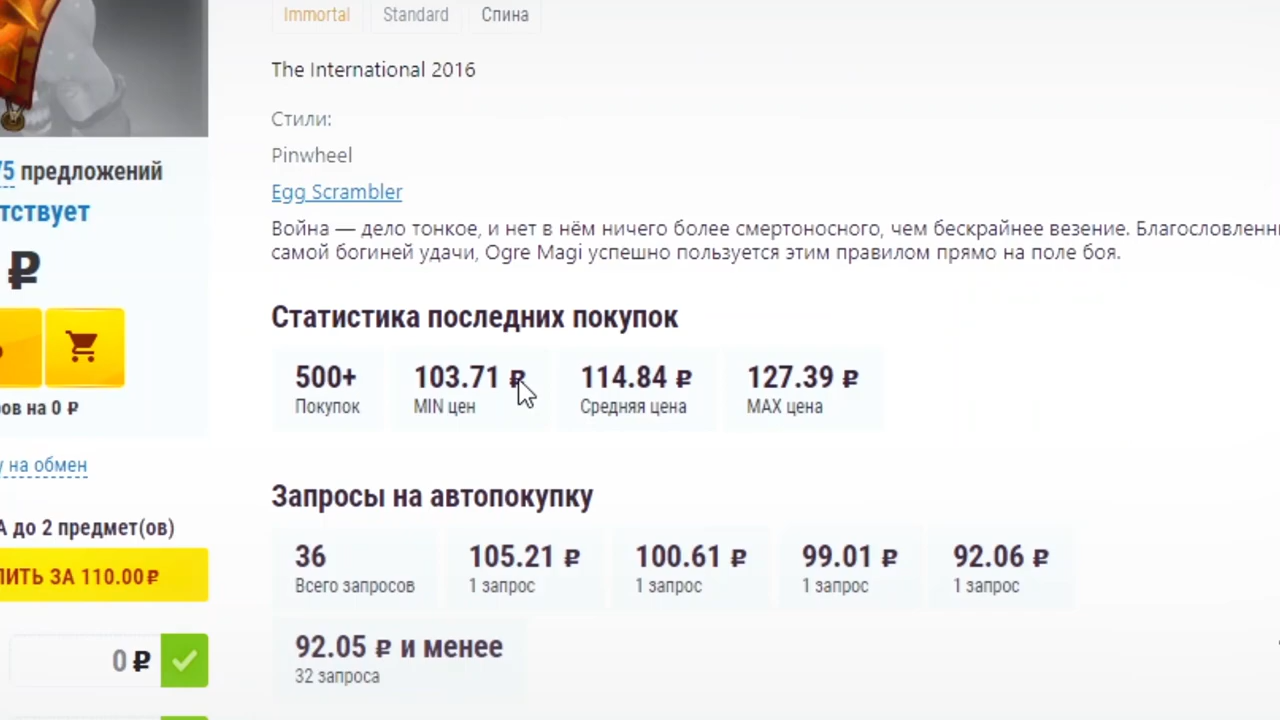 Immortal Standard Спина
The International 2016
Стили:
Pinwheel
Egg Scrambler
Война — дело тонкое, и нет в нём ничего более смертоносного, чем бескрайнее везение.
самой богиней удачи, Ogre Magi успешно пользуется этим правилом прямо на поле боя.
Статистика последних покупок
500+ 103.71 ₽ 114.84 ₽ 127.39 ₽
Покупок MIN цен Средняя цена MAX цена
Запросы на автопокупку
36 105.21 ₽ 100.61 ₽ 99.01 ₽ 92.06 ₽
Всего запросов 1 запрос 1 запрос 1 запрос 1 запрос
92.05 ₽ и менее
32 запроса
предложений
₽
на 0 ₽
на обмен
до 2 предмет(ов)
ЗА 110.00 ₽
0 ₽